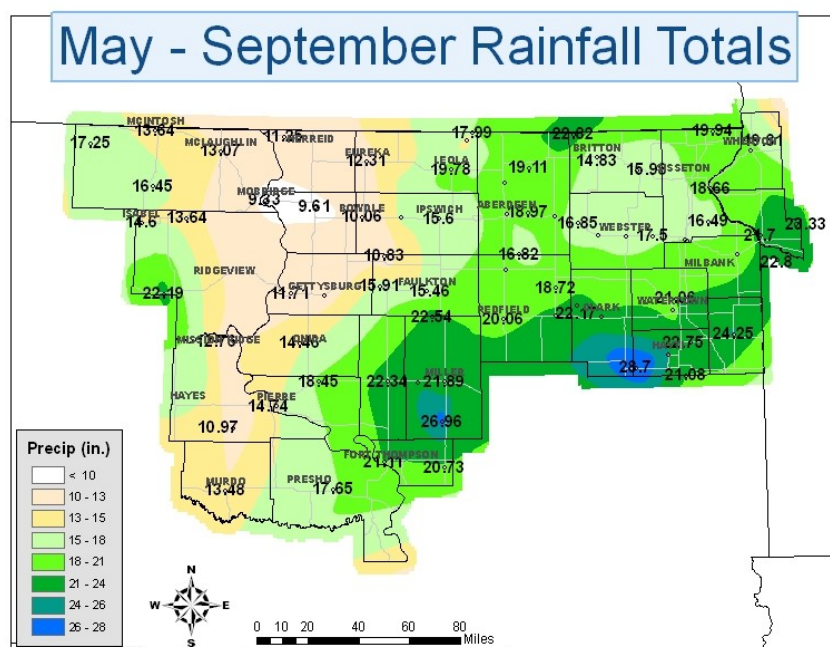 May - September Rainfall Totals
MCINTOSH
13.64
17.25
MCLAUGHLIN
13.07
11.25
HERREID
EUREKA
12.31
17.99
LEOLA
19.78
22.82
BRITTON
14.83
19.11
19.94
15.98
SISSETON
18.66
16.45
MOBRIDGE
9.33
9.61
BOWDLE
10.06
IPSWICH
15.6
ABERDEEN
18.97
16.85
WEBSTER
17.5
16.49
21.7
23.33
ISABEL
14.6
13.64
10.83
16.82
MILBANK
22.8
RIDGEVIEW
22.19
GETTYSBURG
11.71
15.91
FAULKTON
15.46
18.72
WATERTOWN
22.54
REDFIELD
20.06
CLARK
22.17
MISSION RIDGE
ONIDA
14.46
22.75
24.25
HAYES
18.45
22.34
MILLER
21.89
28.7
21.08
PIERRE
14.74
10.97
26.96
FORT THOMPSON
21.11
20.73
MURDO
13.48
PRESHO
17.65
Precip (in.)
< 10
10 - 13
13 - 15
15 - 18
18 - 21
21 - 24
24 - 26
26 - 28
N
W E
S
0 10 20 40 60 80
Miles